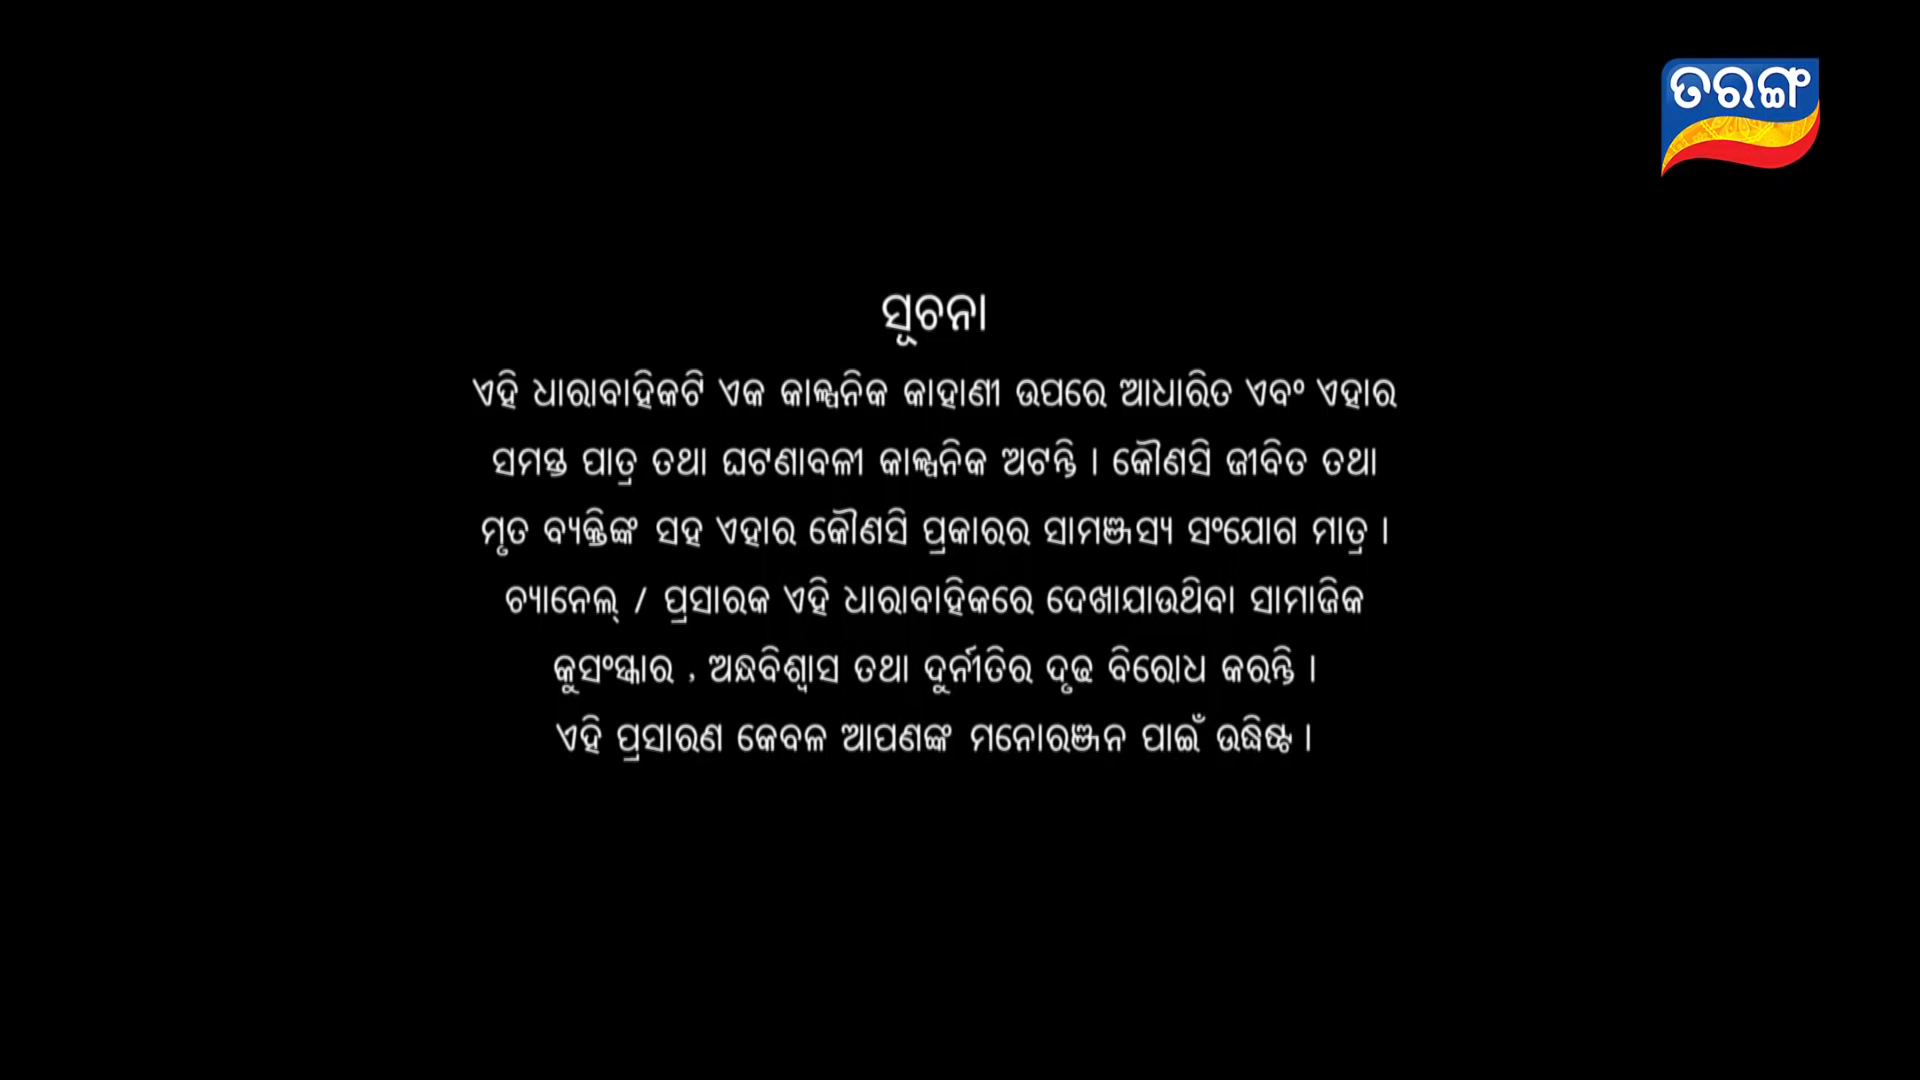 ତରଙ୍ଗ
ସୂଚନା
ଏହି ଧାରାବାହିକଟି ଏକ କାଳ୍ପନିକ କାହାଣୀ ଉପରେ ଆଧାରିତ ଏବଂ ଏହାର
ସମସ୍ତ ପାତ୍ର ତଥା ଘଟଣାବଳୀ କାଳ୍ପନିକ ଅଟନ୍ତି । କୌଣସି ଜୀବିତ ତଥା
ମୃତ ବ୍ୟକ୍ତିଙ୍କ ସହ ଏହାର କୌଣସି ପ୍ରକାରର ସାମଞ୍ଜସ୍ୟ ସଂଯୋଗ ମାତ୍ର ।
ଚ୍ୟାନେଲ୍ / ପ୍ରସାରକ ଏହି ଧାରାବାହିକରେ ଦେଖାଯାଉଥିବା ସାମାଜିକ
କୁସଂସ୍କାର , ଅନ୍ଧବିଶ୍ୱାସ ତଥା ଦୁର୍ନୀତିର ଦୃଢ ବିରୋଧ କରନ୍ତି ।
ଏହି ପ୍ରସାରଣ କେବଳ ଆପଣଙ୍କ ମନୋରଞ୍ଜନ ପାଇଁ ଉଦ୍ଧିଷ୍ଟ ।